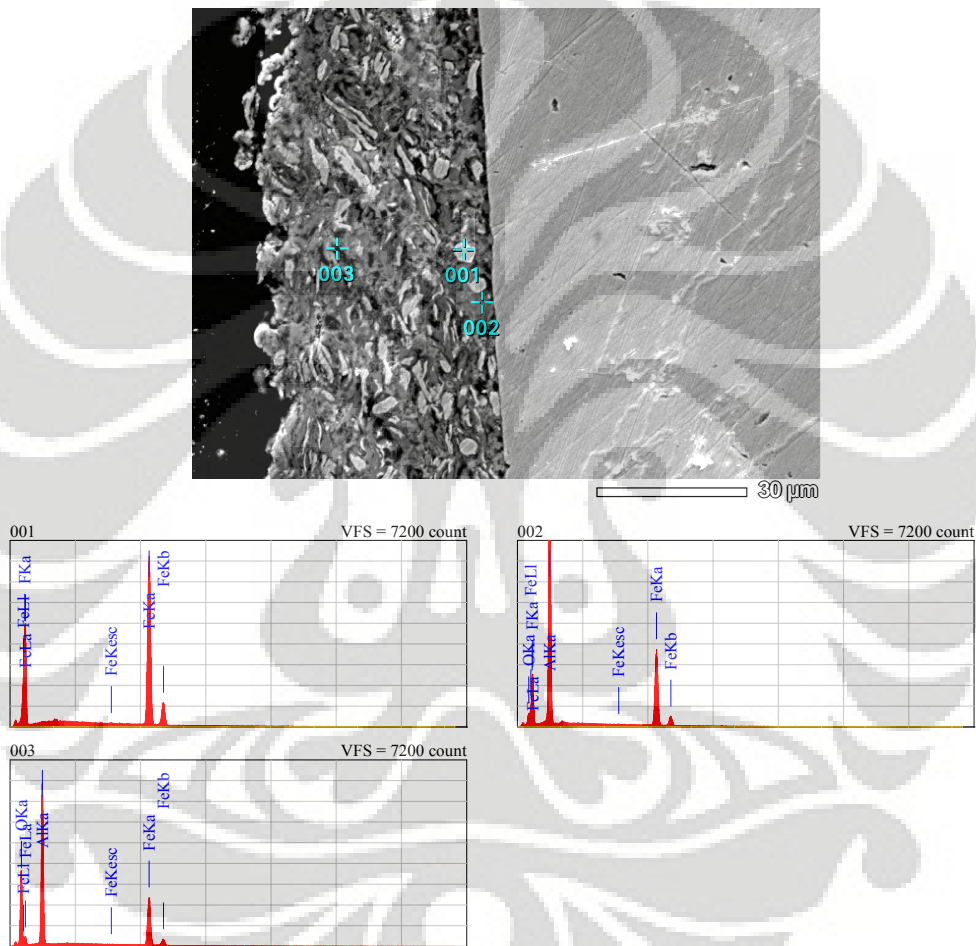 003
001
002
30 µm
001
VFS = 7200 count
FeLa
FeLl
FKa
FeKesc
FeKa
FeKb
002
VFS = 7200 count
OKa
FeLa
FKa
FeLl
AlKa
FeKesc
FeKa
FeKb
003
VFS = 7200 count
FeLl
OKa
FeLa
AlKa
FeKesc
FeKa
FeKb